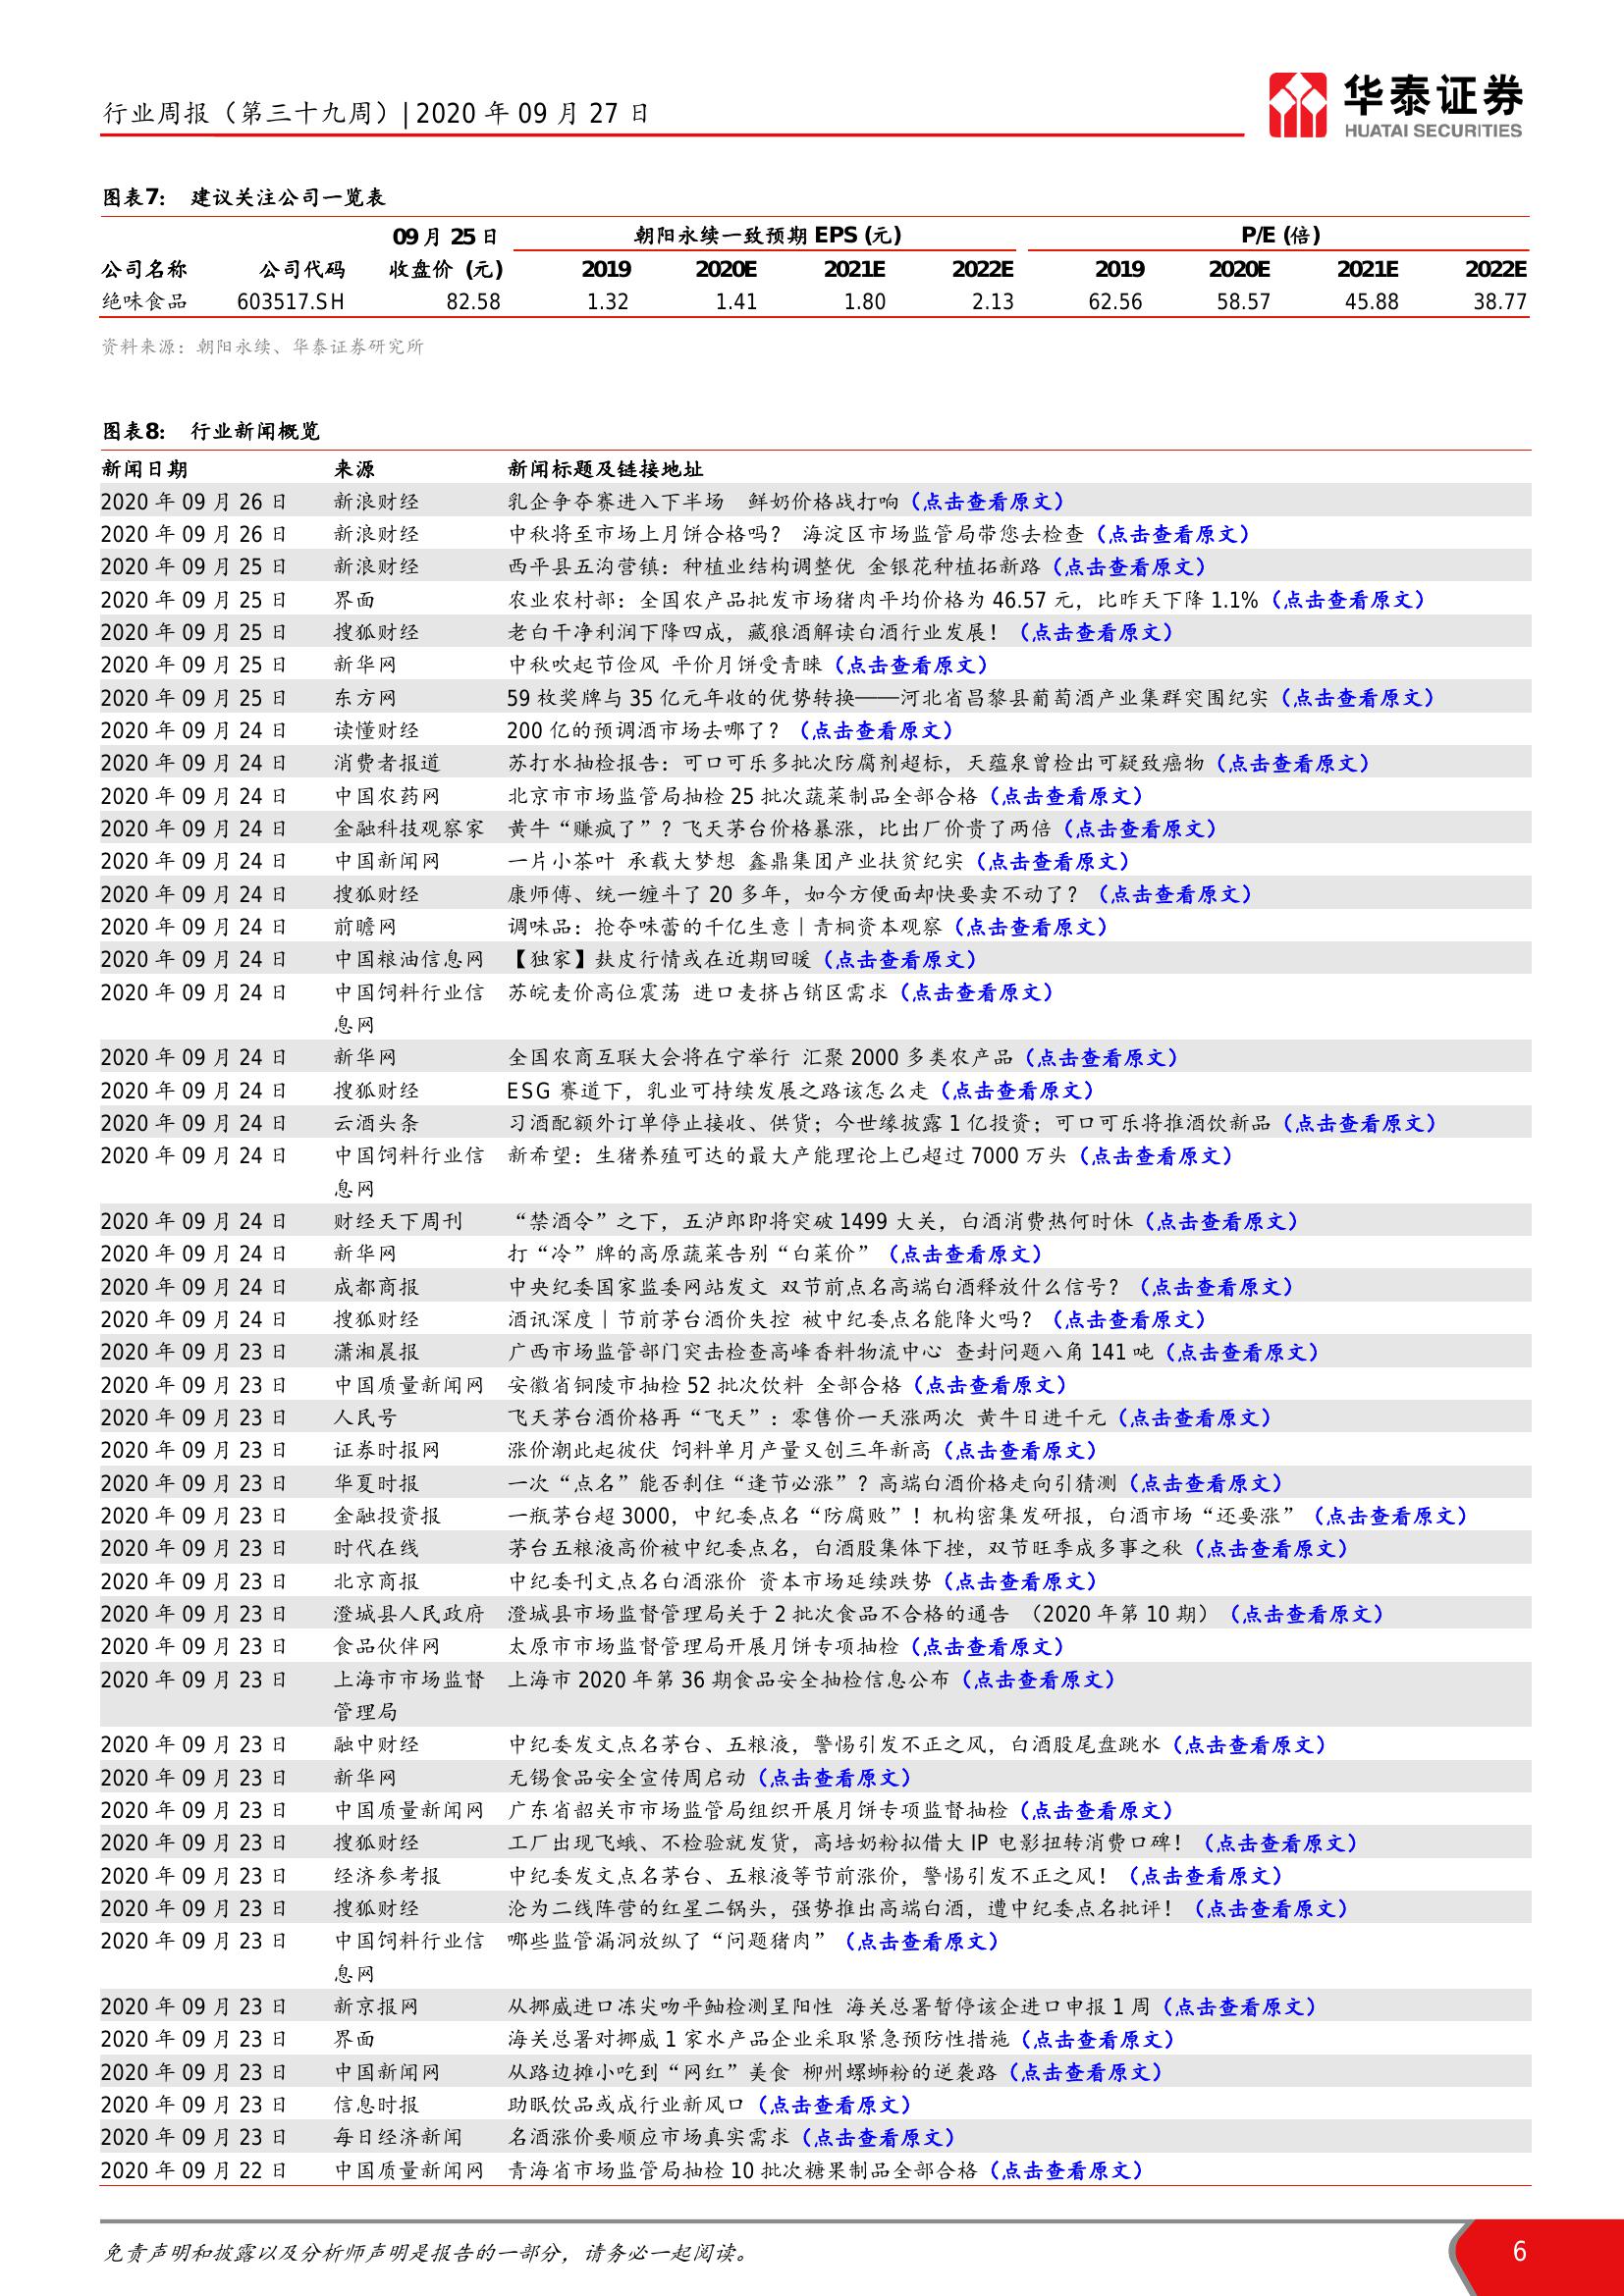 行业周报（第三十九周）| 2020 年 09 月 27 日
华泰证券
HUATAI SECURITIES
图表7： 建议关注公司一览表
09 月 25 日 朝阳永续一致预期 EPS (元) P/E (倍)
公司名称 公司代码 收盘价 (元) 2019 2020E 2021E 2022E 2019 2020E 2021E 2022E
绝味食品 603517.SH 82.58 1.32 1.41 1.80 2.13 62.56 58.57 45.88 38.77
资料来源：朝阳永续、华泰证券研究所
图表8： 行业新闻概览
新闻日期 来源 新闻标题及链接地址
2020 年 09 月 26 日 新浪财经 乳企争夺赛进入下半场 鲜奶价格战打响（点击查看原文）
2020 年 09 月 26 日 新浪财经 中秋将至市场上月饼合格吗？ 海淀区市场监管局带您去检查（点击查看原文）
2020 年 09 月 25 日 新浪财经 西平县五沟营镇：种植业结构调整优 金银花种植拓新路（点击查看原文）
2020 年 09 月 25 日 界面 农业农村部：全国农产品批发市场猪肉平均价格为 46.57 元，比昨天下降 1.1%（点击查看原文）
2020 年 09 月 25 日 搜狐财经 老白干净利润下降四成，藏狼酒解读白酒行业发展！（点击查看原文）
2020 年 09 月 25 日 新华网 中秋吹起节俭风 平价月饼受青睐（点击查看原文）
2020 年 09 月 25 日 东方网 59 枚奖牌与 35 亿元年收的优势转换——河北省昌黎县葡萄酒产业集群突围纪实（点击查看原文）
2020 年 09 月 24 日 读懂财经 200 亿的预调酒市场去哪了？（点击查看原文）
2020 年 09 月 24 日 消费者报道 苏打水抽检报告：可口可乐多批次防腐剂超标，天蕴泉曾检出可疑致癌物（点击查看原文）
2020 年 09 月 24 日 中国农药网 北京市市场监管局抽检 25 批次蔬菜制品全部合格（点击查看原文）
2020 年 09 月 24 日 金融科技观察家 黄牛“赚疯了”？飞天茅台价格暴涨，比出厂价贵了两倍（点击查看原文）
2020 年 09 月 24 日 中国新闻网 一片小茶叶 承载大梦想 鑫鼎集团产业扶贫纪实（点击查看原文）
2020 年 09 月 24 日 搜狐财经 康师傅、统一缠斗了 20 多年，如今方便面却快要卖不动了？（点击查看原文）
2020 年 09 月 24 日 前瞻网 调味品：抢夺味蕾的千亿生意｜青桐资本观察（点击查看原文）
2020 年 09 月 24 日 中国粮油信息网 【独家】麸皮行情或在近期回暖（点击查看原文）
2020 年 09 月 24 日 中国饲料行业信 苏皖麦价高位震荡 进口麦挤占销区需求（点击查看原文）
息网
2020 年 09 月 24 日 新华网 全国农商互联大会将在宁举行 汇聚 2000 多类农产品（点击查看原文）
2020 年 09 月 24 日 搜狐财经 ESG 赛道下，乳业可持续发展之路该怎么走（点击查看原文）
2020 年 09 月 24 日 云酒头条 习酒配额外订单停止接收、供货；今世缘披露 1 亿投资；可口可乐将推酒饮新品（点击查看原文）
2020 年 09 月 24 日 中国饲料行业信 新希望：生猪养殖可达的最大产能理论上已超过 7000 万头（点击查看原文）
息网
2020 年 09 月 24 日 财经天下周刊 “禁酒令”之下，五泸郎即将突破 1499 大关，白酒消费热何时休（点击查看原文）
2020 年 09 月 24 日 新华网 打“冷”牌的高原蔬菜告别“白菜价”（点击查看原文）
2020 年 09 月 24 日 成都商报 中央纪委国家监委网站发文 双节前点名高端白酒释放什么信号？（点击查看原文）
2020 年 09 月 24 日 搜狐财经 酒讯深度｜节前茅台酒价失控 被中纪委点名能降火吗？（点击查看原文）
2020 年 09 月 23 日 潇湘晨报 广西市场监管部门突击检查高峰香料物流中心 查封问题八角 141 吨（点击查看原文）
2020 年 09 月 23 日 中国质量新闻网 安徽省铜陵市抽检 52 批次饮料 全部合格（点击查看原文）
2020 年 09 月 23 日 人民号 飞天茅台酒价格再“飞天”：零售价一天涨两次 黄牛日进千元（点击查看原文）
2020 年 09 月 23 日 证券时报网 涨价潮此起彼伏 饲料单月产量又创三年新高（点击查看原文）
2020 年 09 月 23 日 华夏时报 一次“点名”能否刹住“逢节必涨”？高端白酒价格走向引猜测（点击查看原文）
2020 年 09 月 23 日 金融投资报 一瓶茅台超 3000，中纪委点名“防腐败”！机构密集发研报，白酒市场“还要涨”（点击查看原文）
2020 年 09 月 23 日 时代在线 茅台五粮液高价被中纪委点名，白酒股集体下挫，双节旺季成多事之秋（点击查看原文）
2020 年 09 月 23 日 北京商报 中纪委刊文点名白酒涨价 资本市场延续跌势（点击查看原文）
2020 年 09 月 23 日 澄城县人民政府 澄城县市场监督管理局关于 2 批次食品不合格的通告 （2020 年第 10 期）（点击查看原文）
2020 年 09 月 23 日 食品伙伴网 太原市市场监督管理局开展月饼专项抽检（点击查看原文）
2020 年 09 月 23 日 上海市市场监督 上海市 2020 年第 36 期食品安全抽检信息公布（点击查看原文）
管理局
2020 年 09 月 23 日 融中财经 中纪委发文点名茅台、五粮液，警惕引发不正之风，白酒股尾盘跳水（点击查看原文）
2020 年 09 月 23 日 新华网 无锡食品安全宣传周启动（点击查看原文）
2020 年 09 月 23 日 中国质量新闻网 广东省韶关市市场监管局组织开展月饼专项监督抽检（点击查看原文）
2020 年 09 月 23 日 搜狐财经 工厂出现飞蛾、不检验就发货，高培奶粉拟借大 IP 电影扭转消费口碑！（点击查看原文）
2020 年 09 月 23 日 经济参考报 中纪委发文点名茅台、五粮液等节前涨价，警惕引发不正之风！（点击查看原文）
2020 年 09 月 23 日 搜狐财经 沦为二线阵营的红星二锅头，强势推出高端白酒，遭中纪委点名批评！（点击查看原文）
2020 年 09 月 23 日 中国饲料行业信 哪些监管漏洞放纵了“问题猪肉”（点击查看原文）
息网
2020 年 09 月 23 日 新京报网 从挪威进口冻尖吻平鲉检测呈阳性 海关总署暂停该企进口申报 1 周（点击查看原文）
2020 年 09 月 23 日 界面 海关总署对挪威 1 家水产品企业采取紧急预防性措施（点击查看原文）
2020 年 09 月 23 日 中国新闻网 从路边摊小吃到“网红”美食 柳州螺蛳粉的逆袭路（点击查看原文）
2020 年 09 月 23 日 信息时报 助眠饮品或成行业新风口（点击查看原文）
2020 年 09 月 23 日 每日经济新闻 名酒涨价要顺应市场真实需求（点击查看原文）
2020 年 09 月 22 日 中国质量新闻网 青海省市场监管局抽检 10 批次糖果制品全部合格（点击查看原文）
免责声明和披露以及分析师声明是报告的一部分，请务必一起阅读。 6